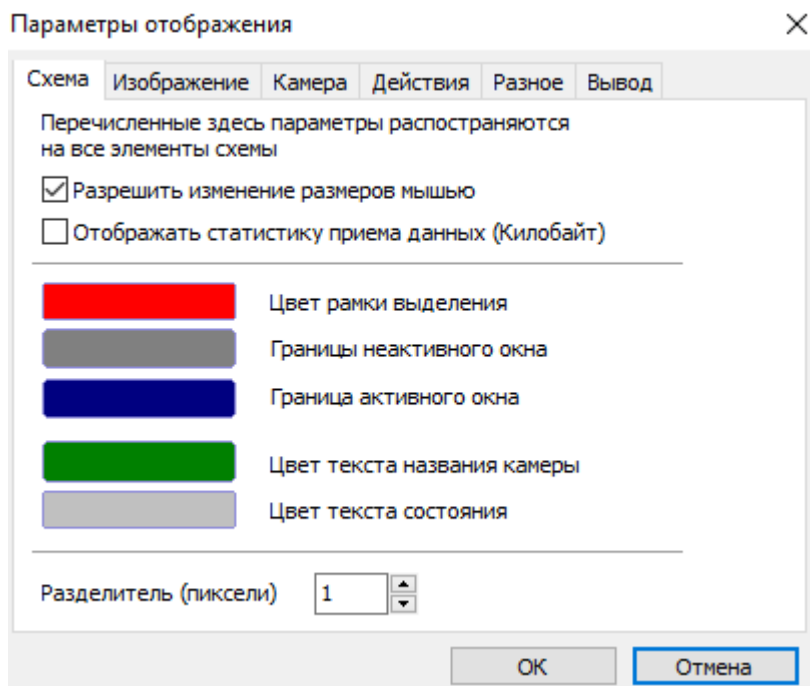 Параметры отображения
Схема Изображение Камера Действия Разное Вывод
Перечисленные здесь параметры распостраняются
на все элементы схемы
Разрешить изменение размеров мышью
Отображать статистику приема данных (Килобайт)
Цвет рамки выделения
Границы неактивного окна
Граница активного окна
Цвет текста названия камеры
Цвет текста состояния
Разделитель (пиксели) 1
ОК Отмена